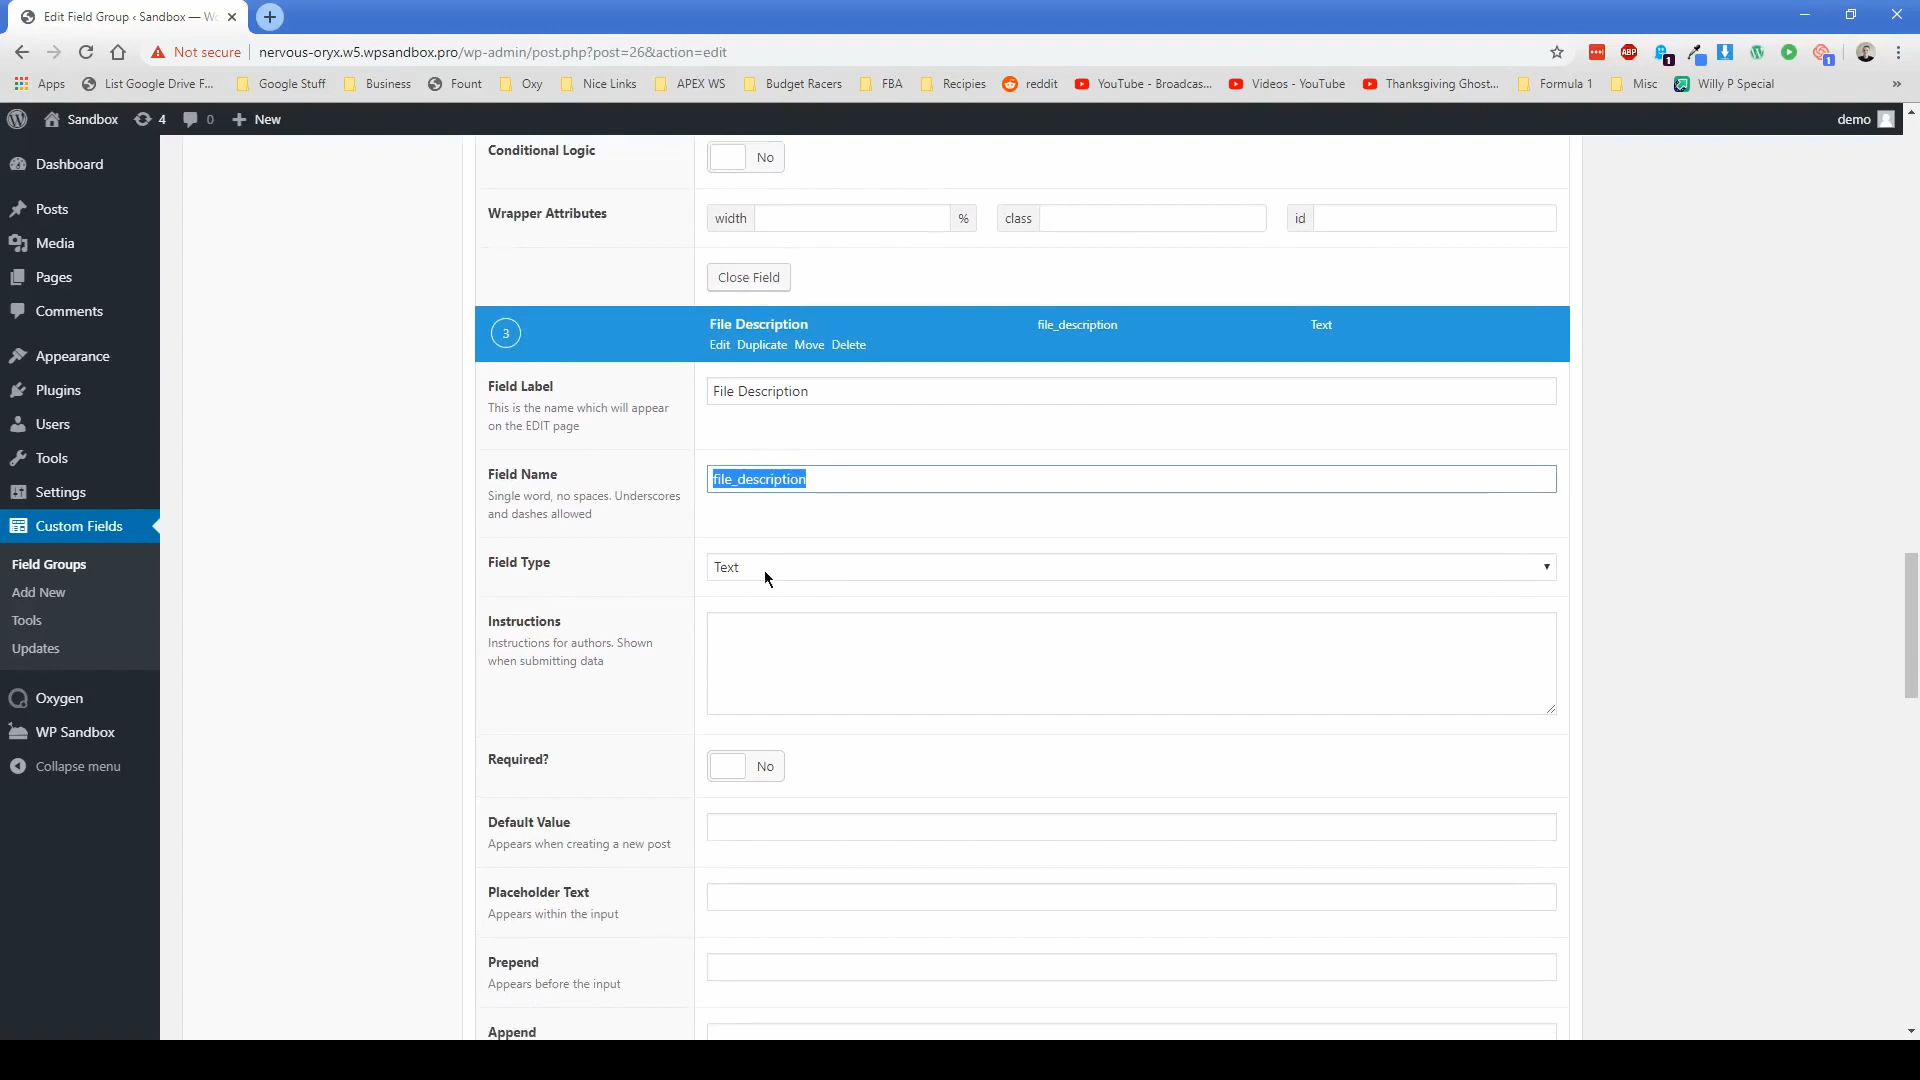 Edit Field Group ‹ Sandbox — W
Not secure
nervous-oryx.w5.wpsandbox.pro/wp-admin/post.php?post=26&action=edit
ABP
1
1
Apps
List Google Drive F...
Google Stuff
Business
Fount
Oxy
Nice Links
APEX WS
Budget Racers
FBA
Recipies
reddit
YouTube - Broadcas...
Videos - YouTube
Thanksgiving Ghost...
Formula 1
Misc
Willy P Special
»
Sandbox
4
0
New
demo
Dashboard
Posts
Media
Pages
Comments
Appearance
Plugins
Users
Tools
Settings
Custom Fields
Field Groups
Add New
Tools
Updates
Oxygen
WP Sandbox
Collapse menu
Conditional Logic
No
Wrapper Attributes
width
%
class
id
Close Field
3
File Description
file_description
Text
Edit Duplicate Move Delete
Field Label
This is the name which will appear
on the EDIT page
File Description
Field Name
Single word, no spaces. Underscores
and dashes allowed
file_description
Field Type
Text
Instructions
Instructions for authors. Shown
when submitting data
Required?
No
Default Value
Appears when creating a new post
Placeholder Text
Appears within the input
Prepend
Appears before the input
Append